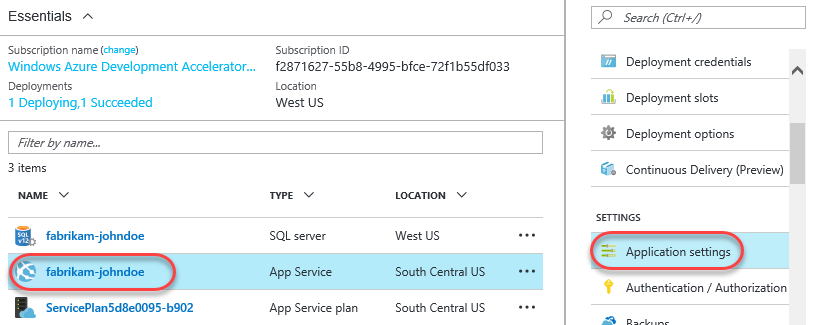 Essentials
Subscription name (change)
Windows Azure Development Accelerator...
Deployments
1 Deploying,1 Succeeded
Subscription ID
f2871627-55b8-4995-bfce-72f1b55df033
Location
West US
Filter by name...
3 items
NAME TYPE LOCATION
SQL v12 fabrikam-johndoe SQL server West US ...
fabrikam-johndoe App Service South Central US ...
ServicePlan5d8e0095-b902 App Service plan South Central US ...
Search (Ctrl+/)
Deployment credentials
Deployment slots
Deployment options
Continuous Delivery (Preview)
SETTINGS
Application settings
Authentication / Authorization
Backups